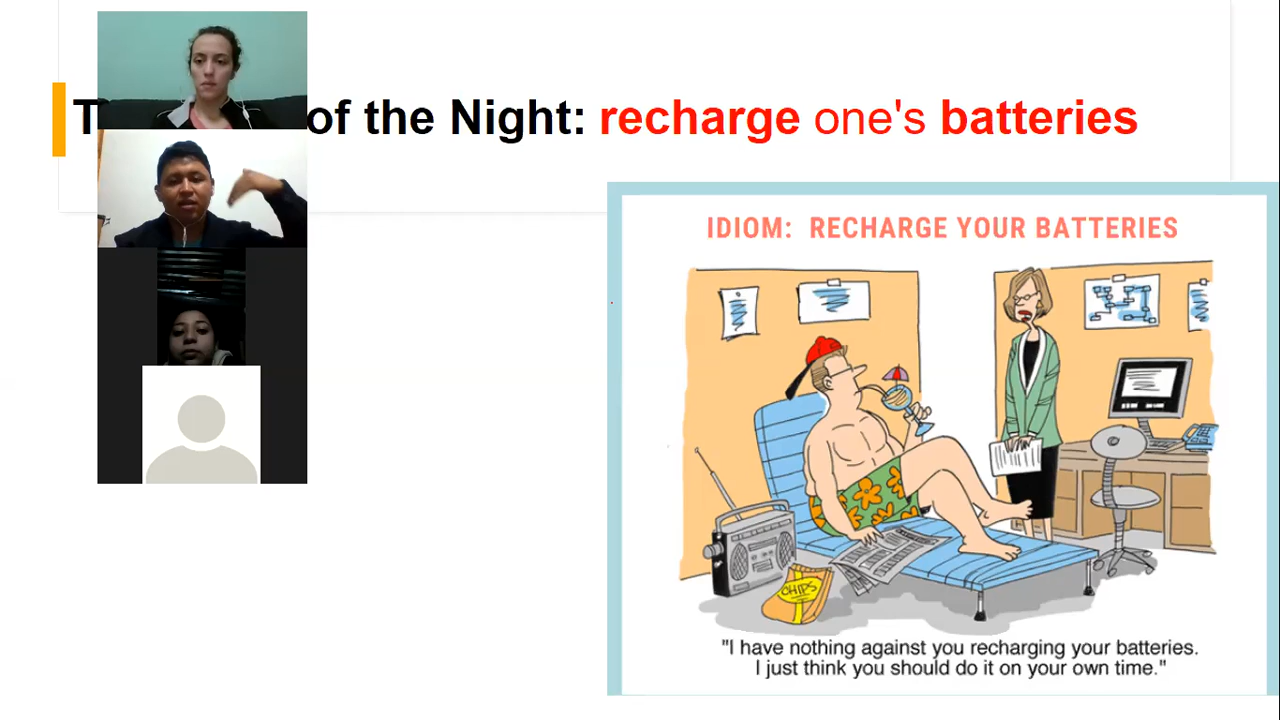 T of the Night: recharge one's batteries
IDIOM: RECHARGE YOUR BATTERIES
CHIPS
"I have nothing against you recharging your batteries.
I just think you should do it on your own time."